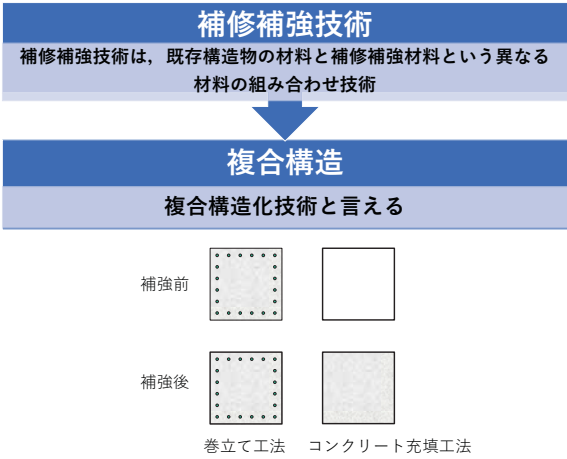 補修補強技術
補修補強技術は，既存構造物の材料と補修補強材料という異なる
材料の組み合わせ技術
複合構造
複合構造化技術と言える
補強前
補強後
巻立て工法　コンクリート充填工法